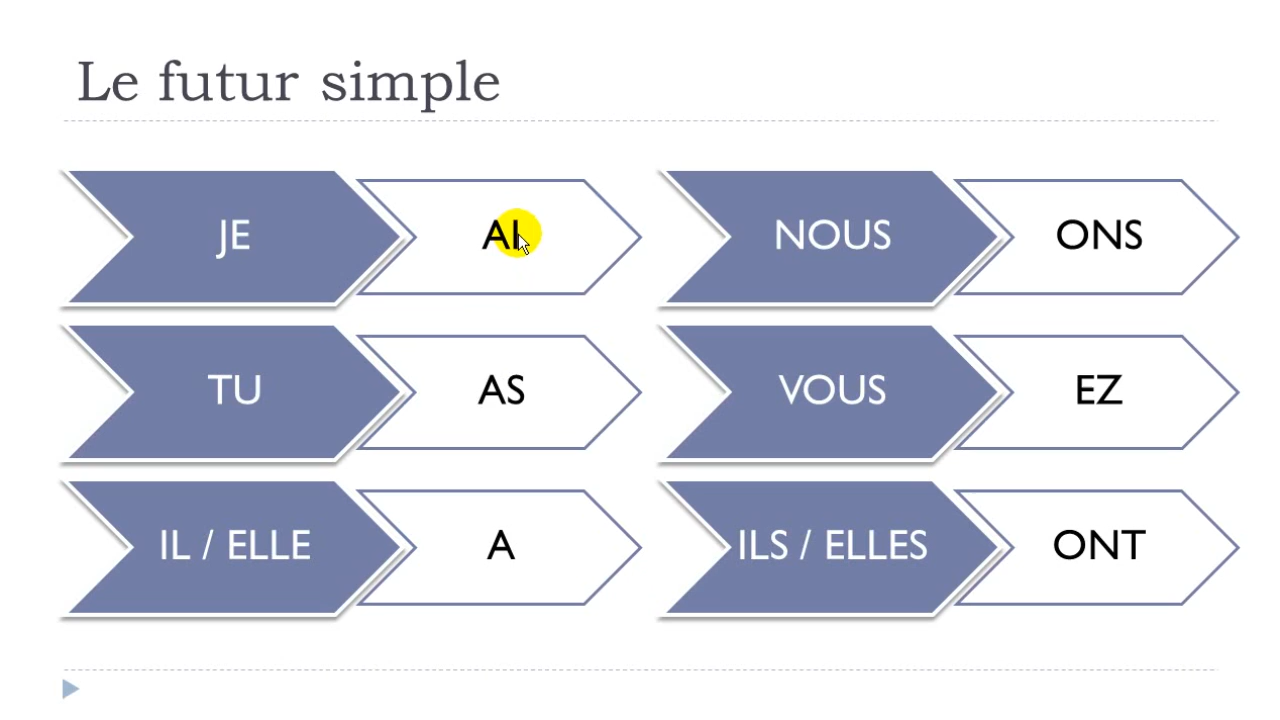 Le futur simple
JE AI NOUS ONS
TU AS VOUS EZ
IL / ELLE A ILS / ELLES ONT